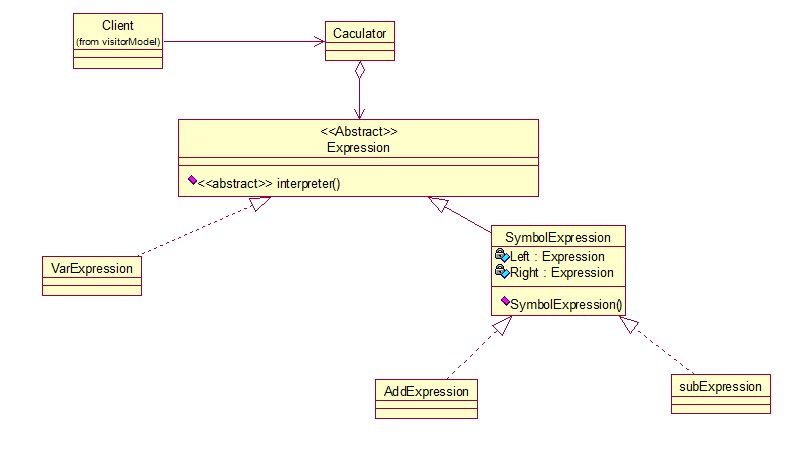 Client
(from visitorModel)
Caculator
<<Abstract>>
Expression
<<abstract>> interpreter()
VarExpression
SymbolExpression
Left : Expression
Right : Expression
SymbolExpression()
AddExpression
subExpression